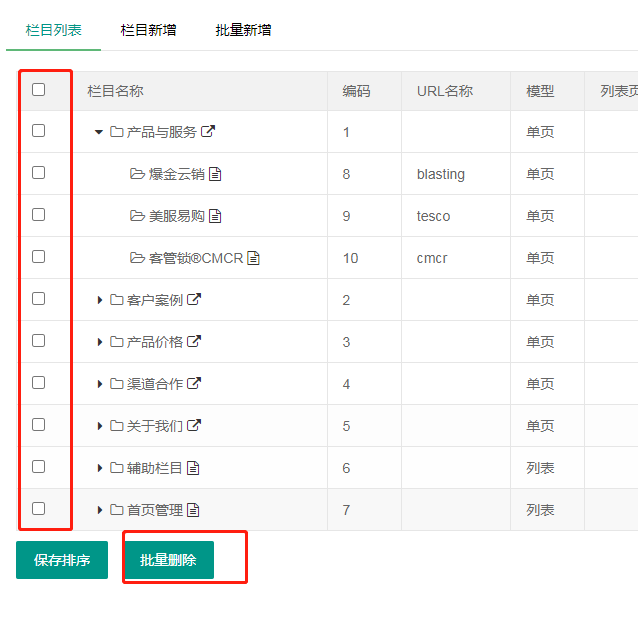 栏目列表 栏目新增 批量新增
栏目名称 编码 URL名称 模型 列表页
产品与服务 1 单页
爆金云销 8 blasting 单页
美服易购 9 tesco 单页
客管锁®CMCR 10 cmcr 单页
客户案例 2 单页
产品价格 3 单页
渠道合作 4 单页
关于我们 5 单页
辅助栏目 6 列表
首页管理 7 列表
保存排序 批量删除